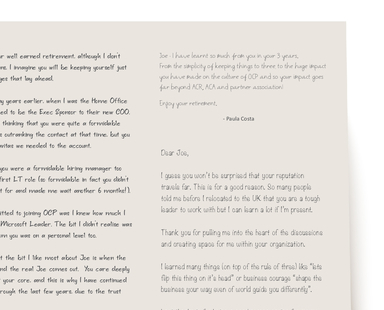 r well earned retirement, although I don't
ne. I imagine you will be keeping yourself just
ges that lay ahead.
ng years earlier, when I was the Home Office
ed to be the Exec Sponsor to their new COO.
thinking that you were quite a formidable
outranking the contact at that time, but you
nutes we needed to the account.
you were a formidable hiring manager too
first LT role (so formidable in fact you didn't
t for and made me wait another 6 months!).
itted to joining OCP was I knew how much I
Microsoft Leader. The bit I didn't realise was
m you was on a personal level too.
t the bit I like most about Joe is when the
nd the real Joe comes out. You care deeply
your core, and this is why I have continued
rough the last few years, due to the trust
Joe - I have learnt so much from you in your 3 years.
From the simplicity of keeping things to three to the huge impact
you have made on the culture of OCP and so your impact goes
far beyond ACR, ACA and partner association!
Enjoy your retirement,
- Paula Costa
Dear Joe,
I guess you won't be surprised that your reputation
travels far. This is for a good reason. So many people
told me before I relocated to the UK that you are a tough
leader to work with but I can learn a lot if I'm present.
Thank you for pulling me into the heart of the discussions
and creating space for me within your organization.
I learned many things (on top of the rule of three) like "lets
flip this thing on it's head" or business courage "shape the
business your way even of world guide you differently".